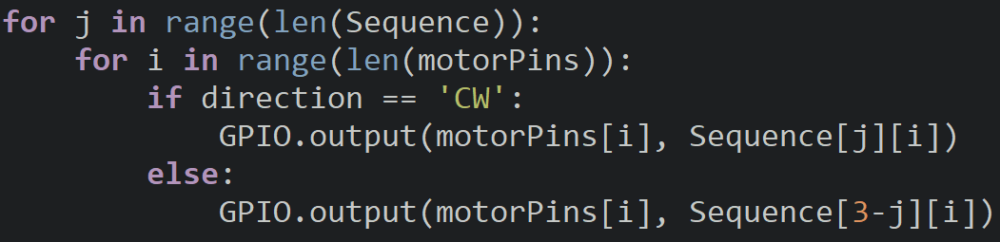 for j in range(len(Sequence)):
    for i in range(len(motorPins)):
        if direction == 'CW':
            GPIO.output(motorPins[i], Sequence[j][i])
        else:
            GPIO.output(motorPins[i], Sequence[3-j][i])